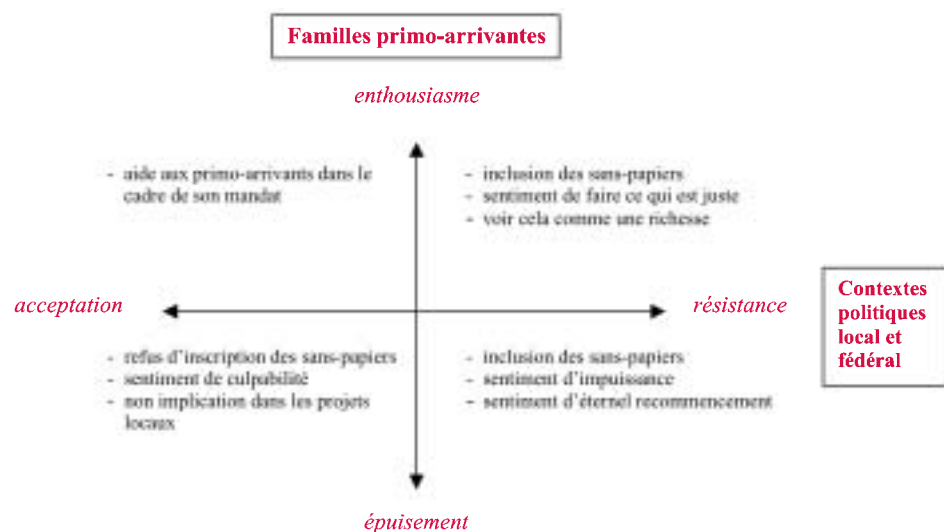 Familles primo-arrivantes
enthousiasme
- aide aux primo-arrivants dans le
cadre de son mandat
- inclusion des sans-papiers
- sentiment de faire ce qui est juste
- voir cela comme une richesse
acceptation
résistance
Contextes
politiques
local et
fédéral
- refus d'inscription des sans-papiers
- sentiment de culpabilité
- non implication dans les projets
locaux
- inclusion des sans-papiers
- sentiment d'impuissance
- sentiment d'éternel recommencement
épuisement